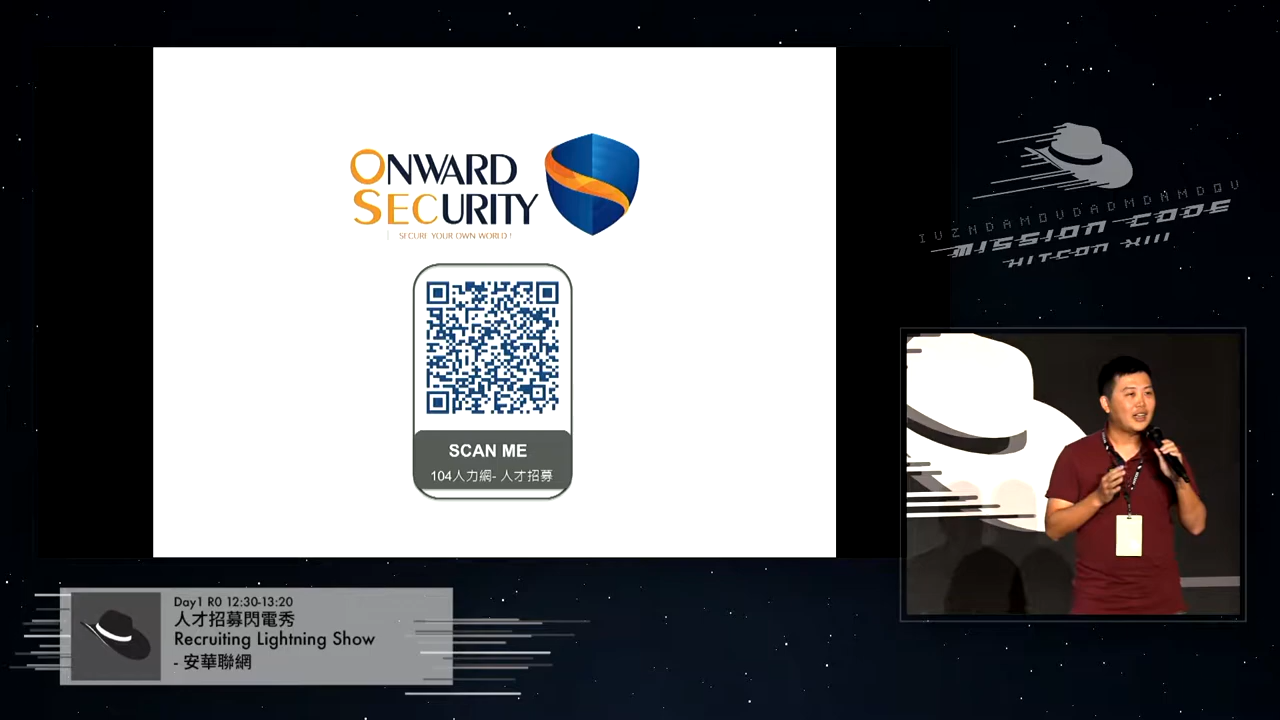 ONWARD
SECURITY
SECURE YOUR OWN WORLD !
SCAN ME
104人力網- 人才招募
IVZNDAMOVDADMDNMDQV
MISSION CODE
HITCON XIII
Day1 R0 12:30-13:20
人才招募閃電秀
Recruiting Lightning Show
- 安華聯網